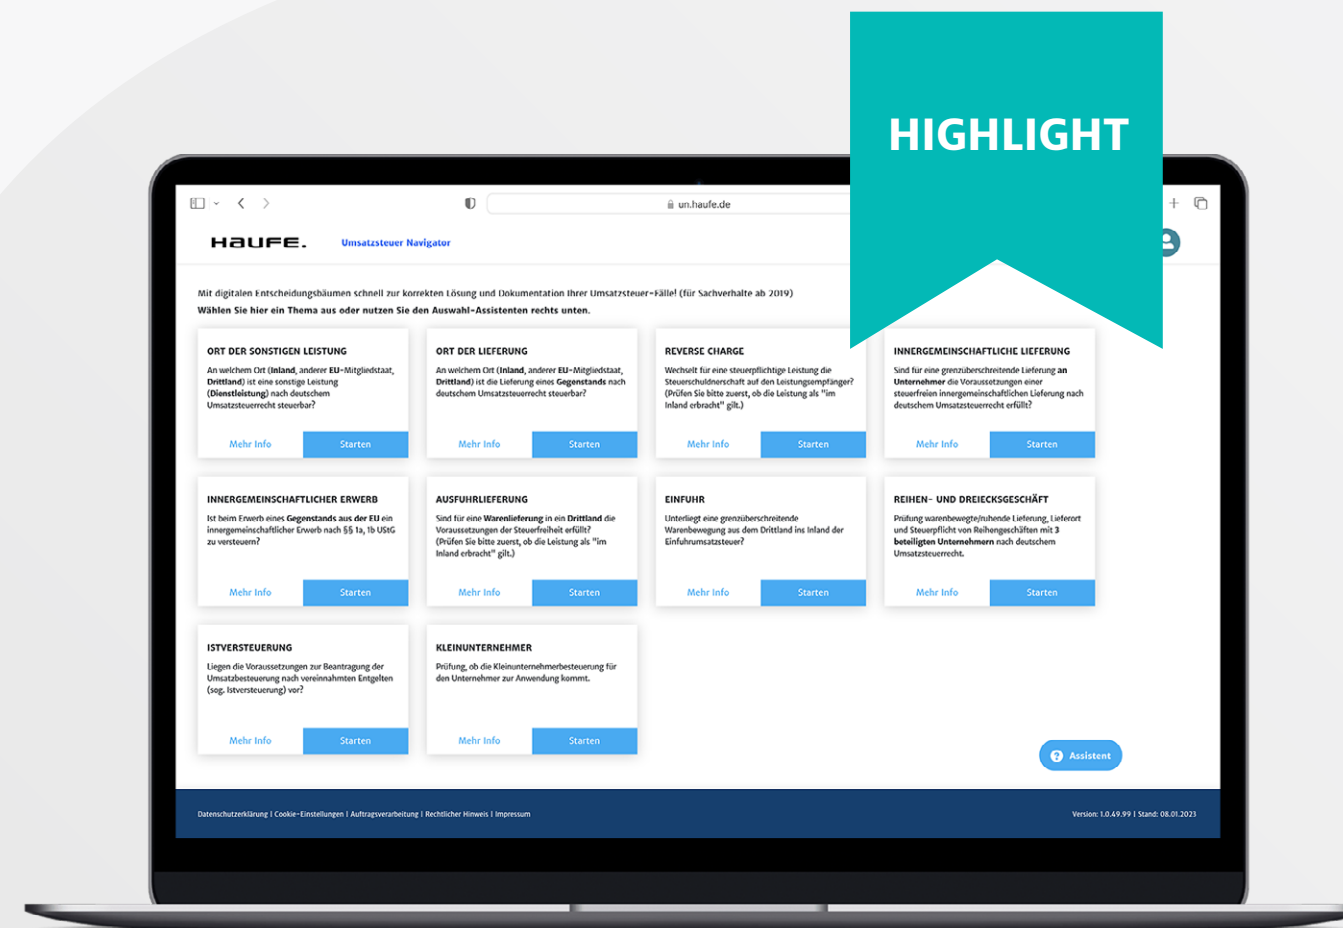 HIGHLIGHT
un.haufe.de
HAUFE.
Umsatzsteuer Navigator
Mit digitalen Entscheidungsbäumen schnell zur korrekten Lösung und Dokumentation Ihrer Umsatzsteuer-Fälle! (für Sachverhalte ab 2019)
Wählen Sie hier ein Thema aus oder nutzen Sie den Auswahl-Assistenten rechts unten.
ORT DER SONSTIGEN LEISTUNG
An welchem Ort (Inland, anderer EU-Mitgliedstaat,
Drittland) ist eine sonstige Leistung
(Dienstleistung) nach deutschem
Umsatzsteuerrecht steuerbar?
Mehr Info
Starten
ORT DER LIEFERUNG
An welchem Ort (Inland, anderer EU-Mitgliedstaat,
Drittland) ist die Lieferung eines Gegenstands nach
deutschem Umsatzsteuerrecht steuerbar?
Mehr Info
Starten
REVERSE CHARGE
Wechselt für eine steuerpflichtige Leistung die
Steuerschuldnerschaft auf den Leistungsempfänger?
(Prüfen Sie bitte zuerst, ob die Leistung als "im
Inland erbracht" gilt.)
Mehr Info
Starten
INNERGEMEINSCHAFTLICHE LIEFERUNG
Sind für eine grenzüberschreitende Lieferung an
Unternehmer die Voraussetzungen einer
steuerfreien innergemeinschaftlichen Lieferung nach
deutschem Umsatzsteuerrecht erfüllt?
Mehr Info
Starten
INNERGEMEINSCHAFTLICHER ERWERB
Ist beim Erwerb eines Gegenstands aus der EU ein
innergemeinschaftlicher Erwerb nach §§ 1a, 1b UStG
zu versteuern?
Mehr Info
Starten
AUSFUHRLIEFERUNG
Sind für eine Warenlieferung in ein Drittland die
Voraussetzungen der Steuerfreiheit erfüllt?
(Prüfen Sie bitte zuerst, ob die Leistung als "im
Inland erbracht" gilt.)
Mehr Info
Starten
EINFUHR
Unterliegt eine grenzüberschreitende
Warenbewegung aus dem Drittland ins Inland der
Einfuhrumsatzsteuer?
Mehr Info
Starten
REIHEN- UND DREIECKSGESCHÄFT
Prüfung warenbewegte/ruhende Lieferung, Lieferort
und Steuerpflicht von Reihengeschäften mit 3
beteiligten Unternehmern nach deutschem
Umsatzsteuerrecht.
Mehr Info
Starten
ISTVERSTEUERUNG
Liegen die Voraussetzungen zur Beantragung der
Umsatzbesteuerung nach vereinnahmten Entgelten
(sog. Istversteuerung) vor?
Mehr Info
Starten
KLEINUNTERNEHMER
Prüfung, ob die Kleinunternehmerbesteuerung für
den Unternehmer zur Anwendung kommt.
Mehr Info
Starten
? Assistent
Datenschutzerklärung | Cookie-Einstellungen | Auftragsverarbeitung | Rechtlicher Hinweis | Impressum
Version: 1.0.49.99 | Stand: 08.01.2023